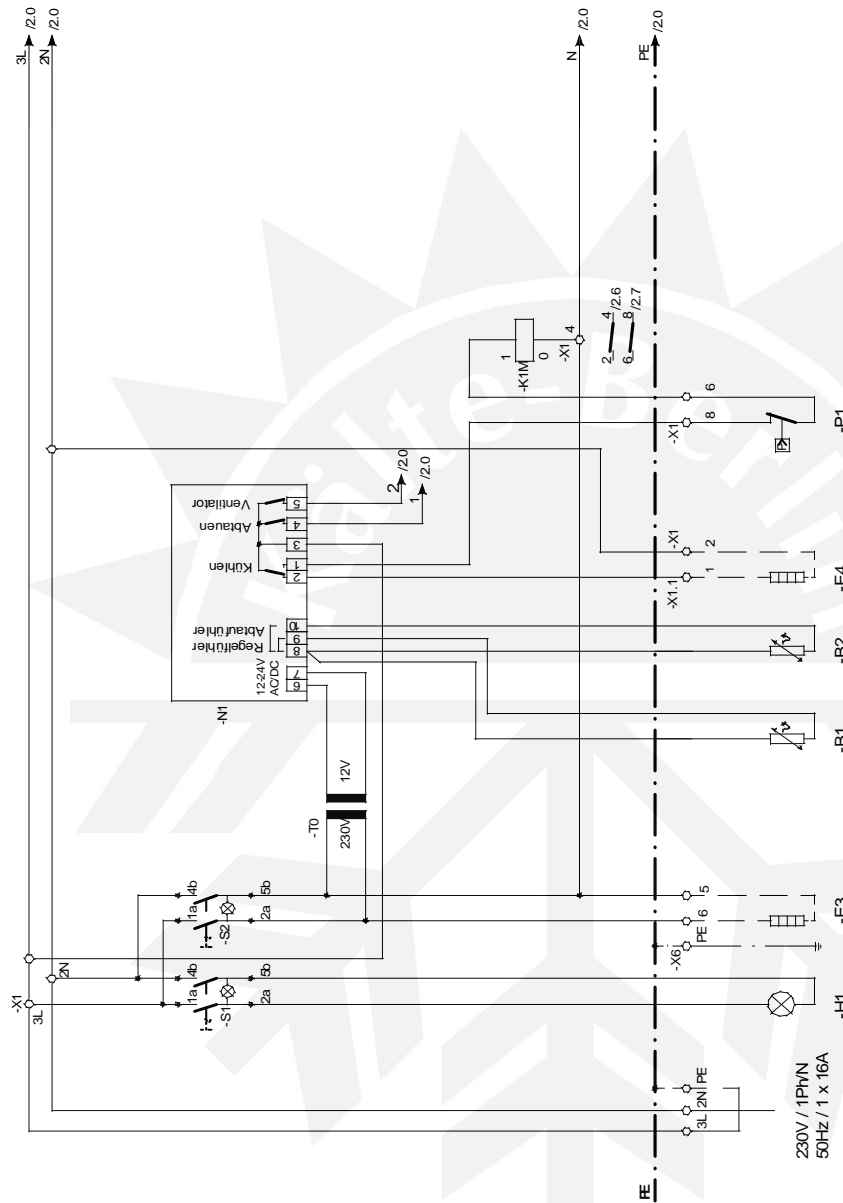 3L /2.0
2N /2.0
N /2.0
PE /2.0
-X1
3L
2N
1a 4b
-S1
2a 5b
1a 4b
-S2
2a 5b
-T0
230V 12V
-N1
12-24V
AC/DC
Regelfühler
Abtaufühler
Kühlen
Abtauen
Ventilator
6 7 8 9 10 2 1 3 4 5
2 /2.0
1 /2.0
1
-K1M
0
-X1 4
2 4 /2.6
6 8 /2.7
PE
3L 2N PE
-X6 PE 6 5
-X1.1 1
-X1 2
-X1 8 6
P>
230V / 1Ph/N
50Hz / 1 x 16A
-H1
-B1
-B2
-P1
Kälte-Berlin